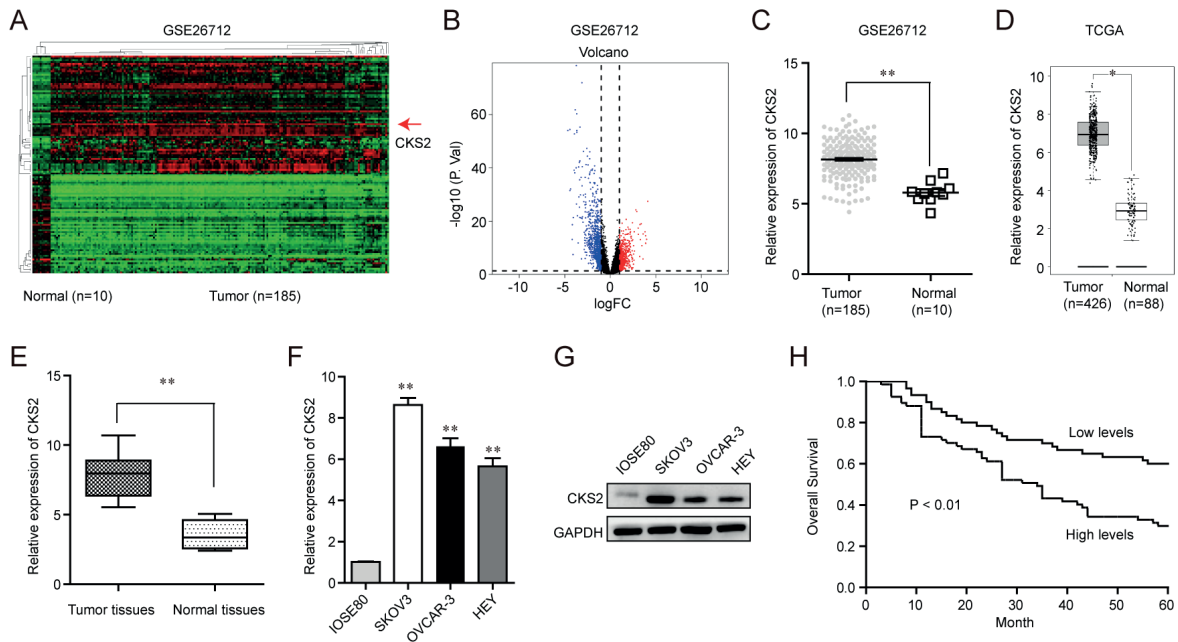 A
GSE26712
CKS2
Normal (n=10)
Tumor (n=185)
B
GSE26712
Volcano
-log10 (P. Val)
60
40
20
0
-10
-5
0
5
10
logFC
C
GSE26712
Relative expression of CKS2
15
10
5
0
**
Tumor
(n=185)
Normal
(n=10)
D
TCGA
Relative expression of CKS2
10
8
6
4
2
0
*
Tumor
(n=426)
Normal
(n=88)
E
Relative expression of CKS2
15
10
5
0
**
Tumor tissues
Normal tissues
F
Relative expression of CKS2
10
8
6
4
2
0
**
**
**
IOSE80
SKOV3
OVCAR-3
HEY
G
IOSE80
SKOV3
OVCAR-3
HEY
CKS2
GAPDH
H
Overall Survival
1.0
0.8
0.6
0.4
0.2
0.0
Low levels
P < 0.01
High levels
0
10
20
30
40
50
60
Month